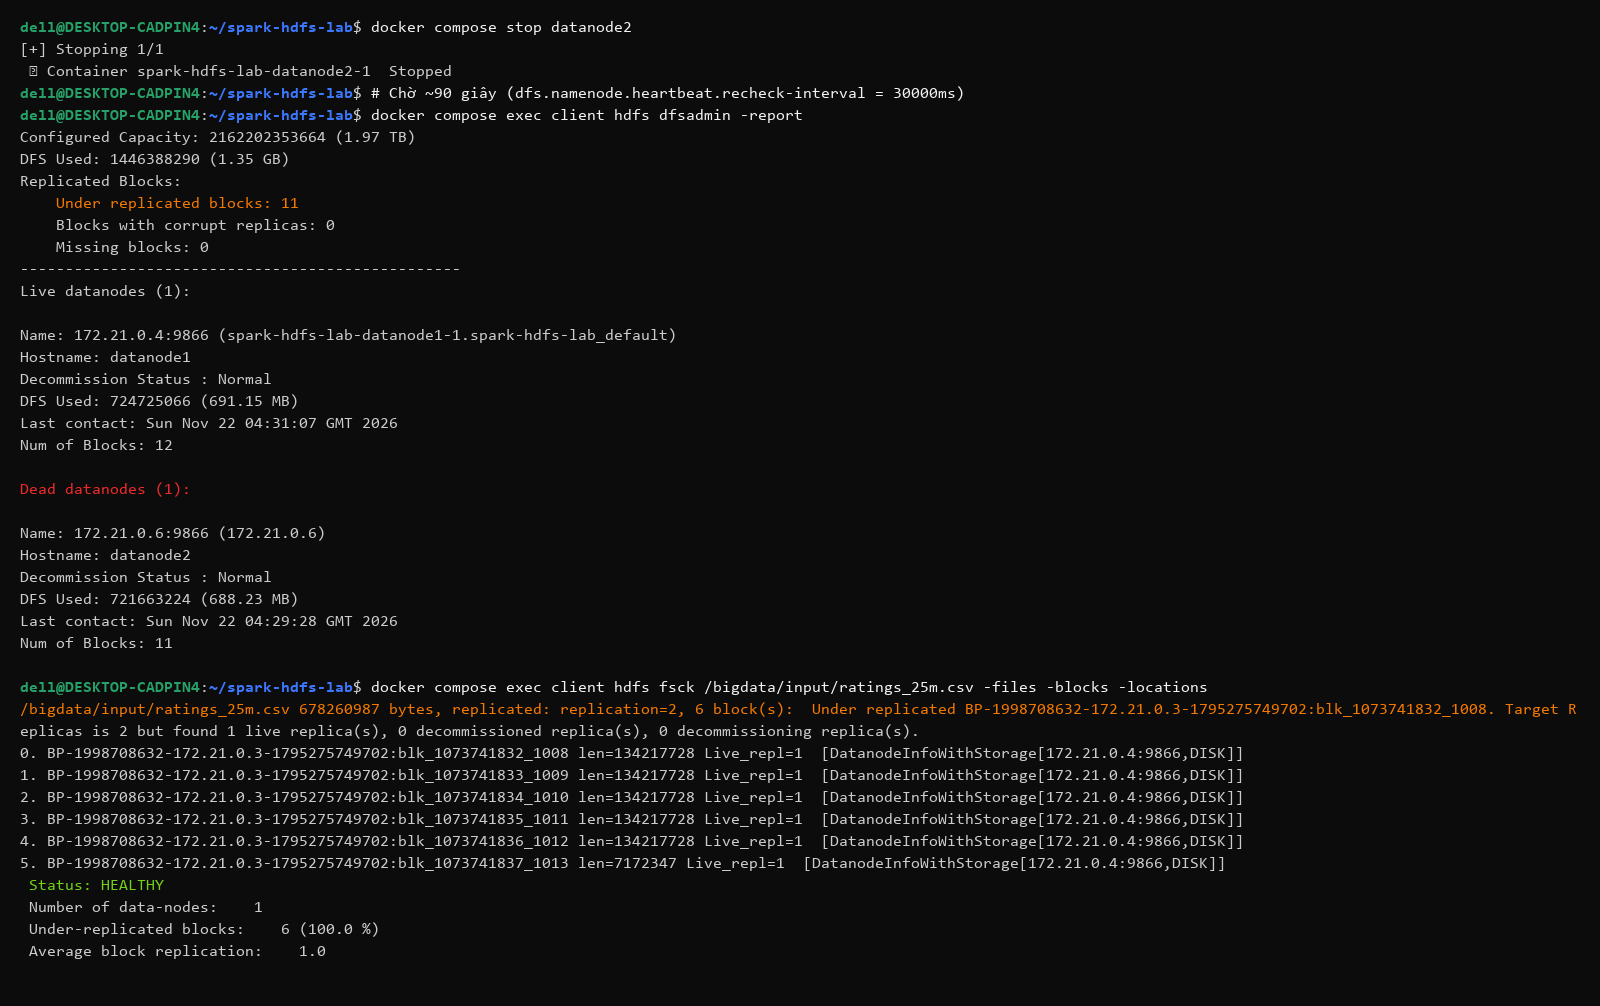 dell@DESKTOP-CADPIN4:~/spark-hdfs-lab$ docker compose stop datanode2
[+] Stopping 1/1
Container spark-hdfs-lab-datanode2-1  Stopped
dell@DESKTOP-CADPIN4:~/spark-hdfs-lab$ # Chờ ~90 giây (dfs.namenode.heartbeat.recheck-interval = 30000ms)
dell@DESKTOP-CADPIN4:~/spark-hdfs-lab$ docker compose exec client hdfs dfsadmin -report
Configured Capacity: 2162202353664 (1.97 TB)
DFS Used: 1446388290 (1.35 GB)
Replicated Blocks:
    Under replicated blocks: 11
    Blocks with corrupt replicas: 0
    Missing blocks: 0
-------------------------------------------------
Live datanodes (1):
Name: 172.21.0.4:9866 (spark-hdfs-lab-datanode1-1.spark-hdfs-lab_default)
Hostname: datanode1
Decommission Status : Normal
DFS Used: 724725066 (691.15 MB)
Last contact: Sun Nov 22 04:31:07 GMT 2026
Num of Blocks: 12
Dead datanodes (1):
Name: 172.21.0.6:9866 (172.21.0.6)
Hostname: datanode2
Decommission Status : Normal
DFS Used: 721663224 (688.23 MB)
Last contact: Sun Nov 22 04:29:28 GMT 2026
Num of Blocks: 11
dell@DESKTOP-CADPIN4:~/spark-hdfs-lab$ docker compose exec client hdfs fsck /bigdata/input/ratings_25m.csv -files -blocks -locations
/bigdata/input/ratings_25m.csv 678260987 bytes, replicated: replication=2, 6 block(s):  Under replicated BP-1998708632-172.21.0.3-1795275749702:blk_1073741832_1008. Target R
eplicas is 2 but found 1 live replica(s), 0 decommissioned replica(s), 0 decommissioning replica(s).
0. BP-1998708632-172.21.0.3-1795275749702:blk_1073741832_1008 len=134217728 Live_repl=1  [DatanodeInfoWithStorage[172.21.0.4:9866,DISK]]
1. BP-1998708632-172.21.0.3-1795275749702:blk_1073741833_1009 len=134217728 Live_repl=1  [DatanodeInfoWithStorage[172.21.0.4:9866,DISK]]
2. BP-1998708632-172.21.0.3-1795275749702:blk_1073741834_1010 len=134217728 Live_repl=1  [DatanodeInfoWithStorage[172.21.0.4:9866,DISK]]
3. BP-1998708632-172.21.0.3-1795275749702:blk_1073741835_1011 len=134217728 Live_repl=1  [DatanodeInfoWithStorage[172.21.0.4:9866,DISK]]
4. BP-1998708632-172.21.0.3-1795275749702:blk_1073741836_1012 len=134217728 Live_repl=1  [DatanodeInfoWithStorage[172.21.0.4:9866,DISK]]
5. BP-1998708632-172.21.0.3-1795275749702:blk_1073741837_1013 len=7172347 Live_repl=1  [DatanodeInfoWithStorage[172.21.0.4:9866,DISK]]
 Status: HEALTHY
 Number of data-nodes:    1
 Under-replicated blocks:    6 (100.0 %)
 Average block replication:    1.0